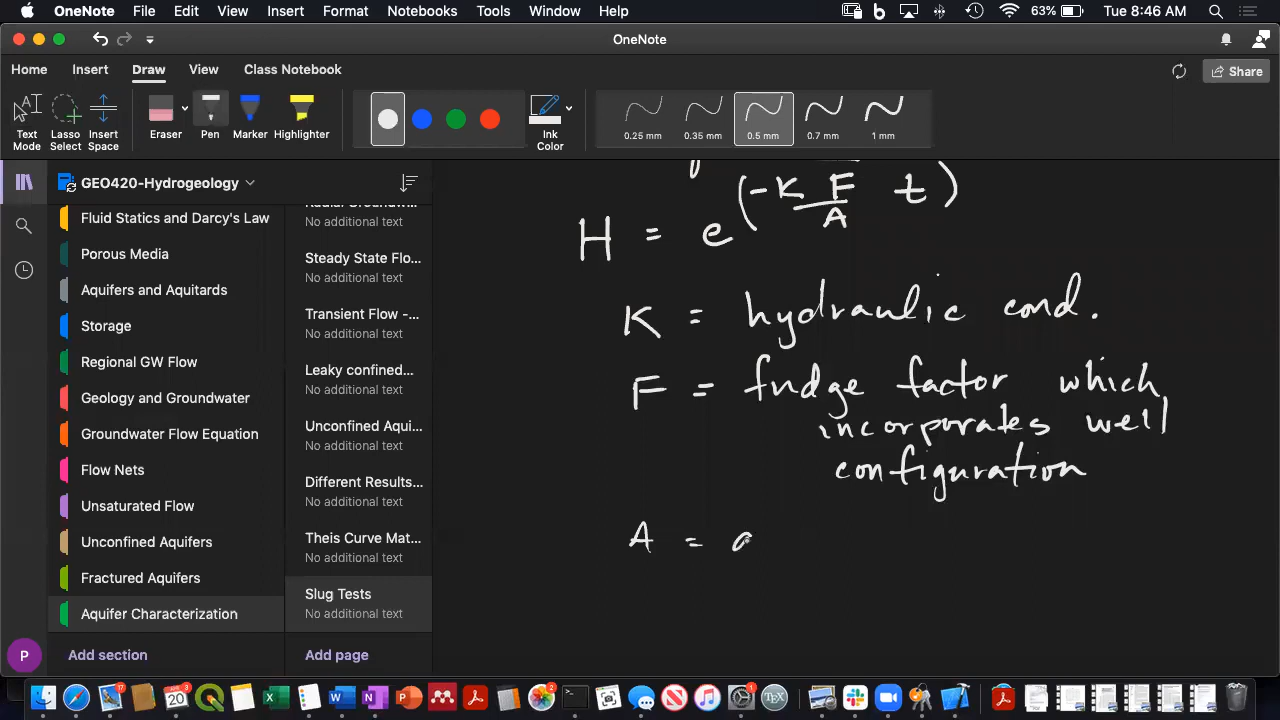 OneNote File Edit View Insert Format Notebooks Tools Window Help 63% Tue 8:46 AM
OneNote
Home Insert Draw View Class Notebook Share
Text Mode Lasso Select Insert Space Eraser Pen Marker Highlighter Ink Color 0.25 mm 0.35 mm 0.5 mm 0.7 mm 1 mm
GEO420-Hydrogeology
Fluid Statics and Darcy's Law
Porous Media
Aquifers and Aquitards
Storage
Regional GW Flow
Geology and Groundwater
Groundwater Flow Equation
Flow Nets
Unsaturated Flow
Unconfined Aquifers
Fractured Aquifers
Aquifer Characterization
Add section
No additional text
Steady State Flo...
No additional text
Transient Flow -...
No additional text
Leaky confined...
No additional text
Unconfined Aqui...
No additional text
Different Results...
No additional text
Theis Curve Mat...
No additional text
Slug Tests
No additional text
Add page
H = e^(-K F/A t)
K = hydraulic cond.
F = fudge factor which
incorporates well
configuration
A = a
P